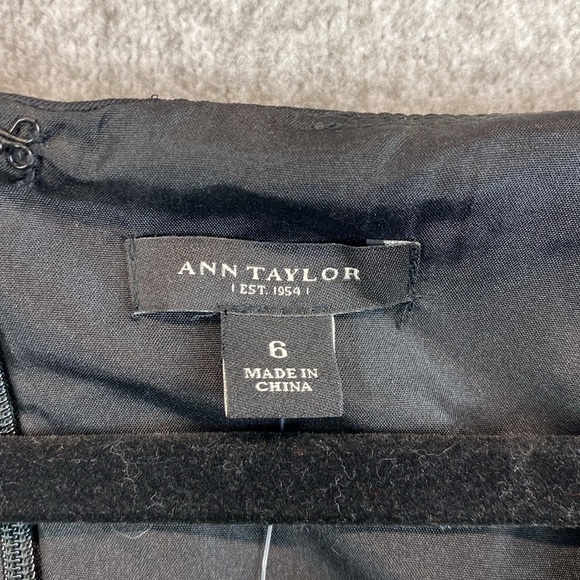 ANN TAYLOR
| EST. 1954 |
6
MADE IN
CHINA